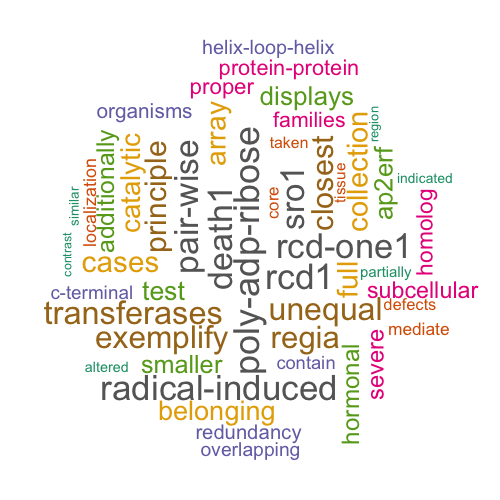 helix-loop-helix
protein-protein
proper
displays
organisms
array
families
region
taken
additionally
catalytic
principle
pair-wise
death1
poly-adp-ribose
core
sro1
closest
tissue
collection
ap2erf
indicated
similar
localization
contrast
homolog
rcd-one1
cases
rcd1
full
partially
c-terminal
test
subcellular
transferases
unequal
defects
exemplify
regia
mediate
altered
smaller
contain
hormonal
severe
radical-induced
belonging
redundancy
overlapping